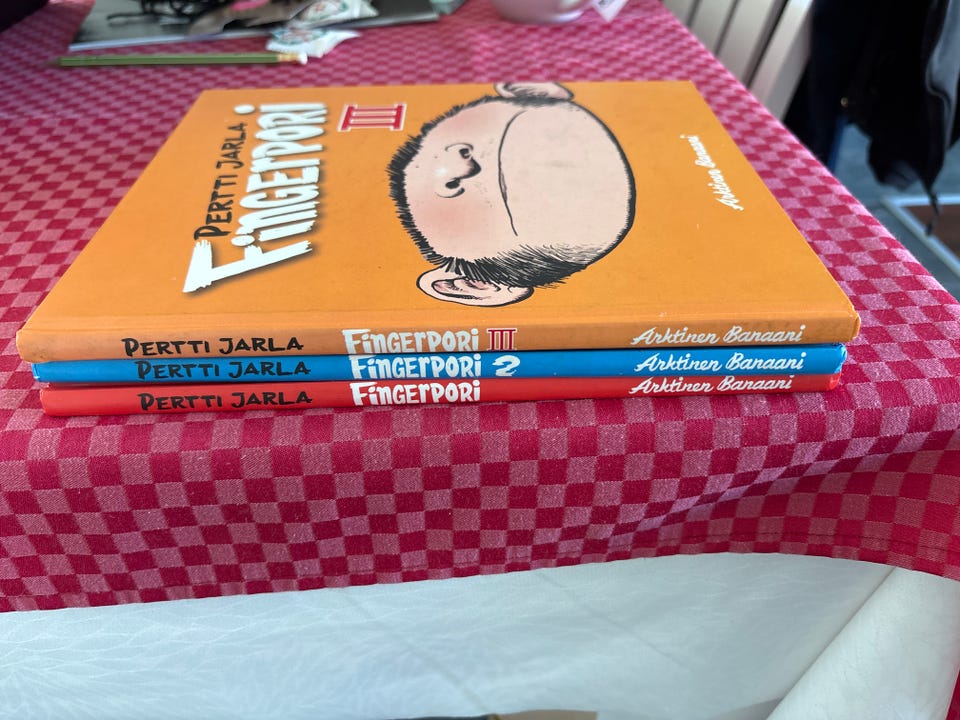 PERTTI JARLA
FINGERPORI
III
Arktinen Banaani
PERTTI JARLA FINGERPORI III Arktinen Banaani
PERTTI JARLA FINGERPORI 2 Arktinen Banaani
PERTTI JARLA FINGERPORI Arktinen Banaani